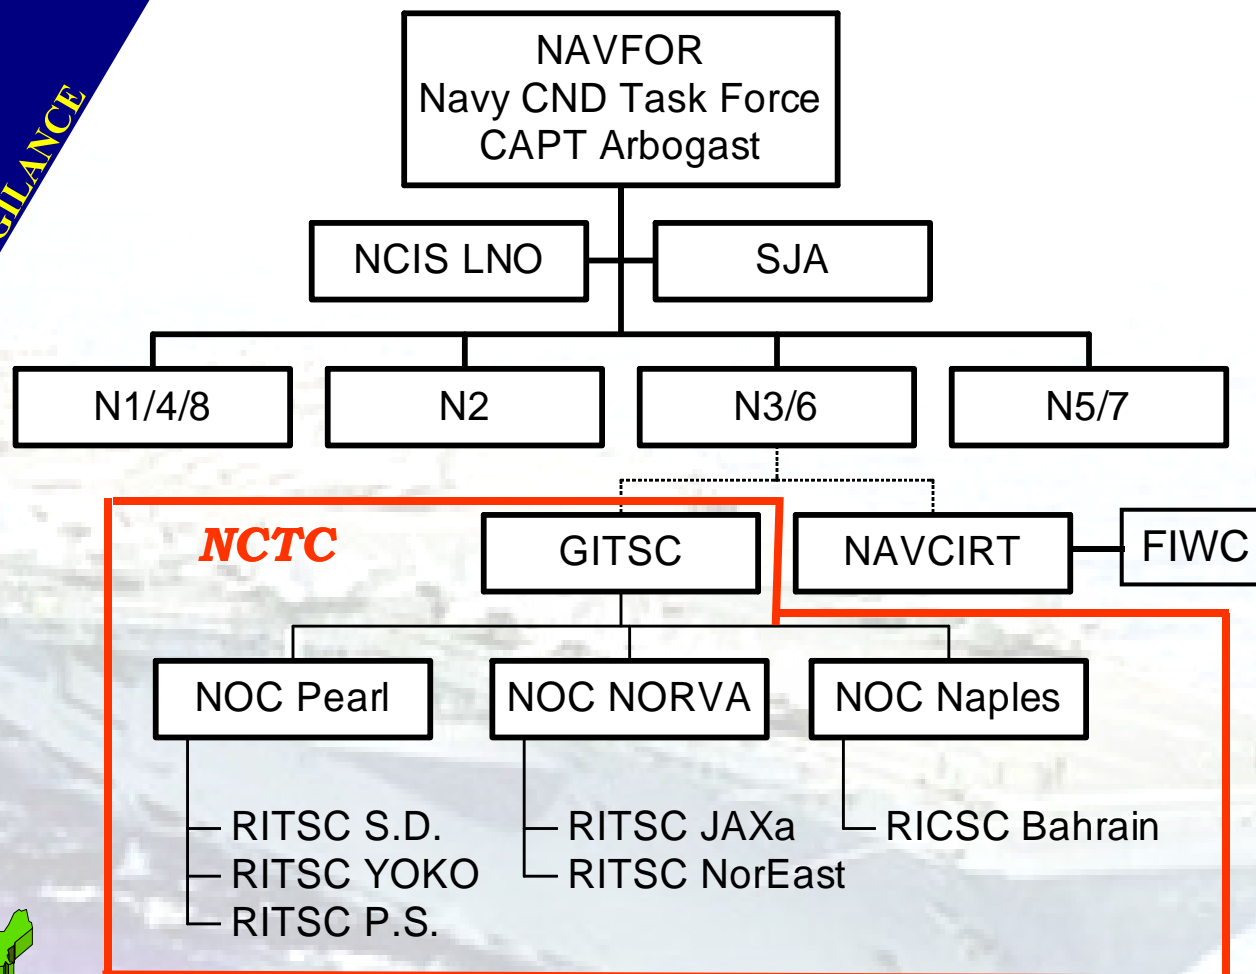 GILANCE
NAVFOR
Navy CND Task Force
CAPT Arbogast
NCIS LNO
SJA
N1/4/8
N2
N3/6
N5/7
NCTC
GITSC
NAVCIRT
FIWC
NOC Pearl
NOC NORVA
NOC Naples
RITSC S.D.
RITSC YOKO
RITSC P.S.
RITSC JAXa
RITSC NorEast
RICSC Bahrain